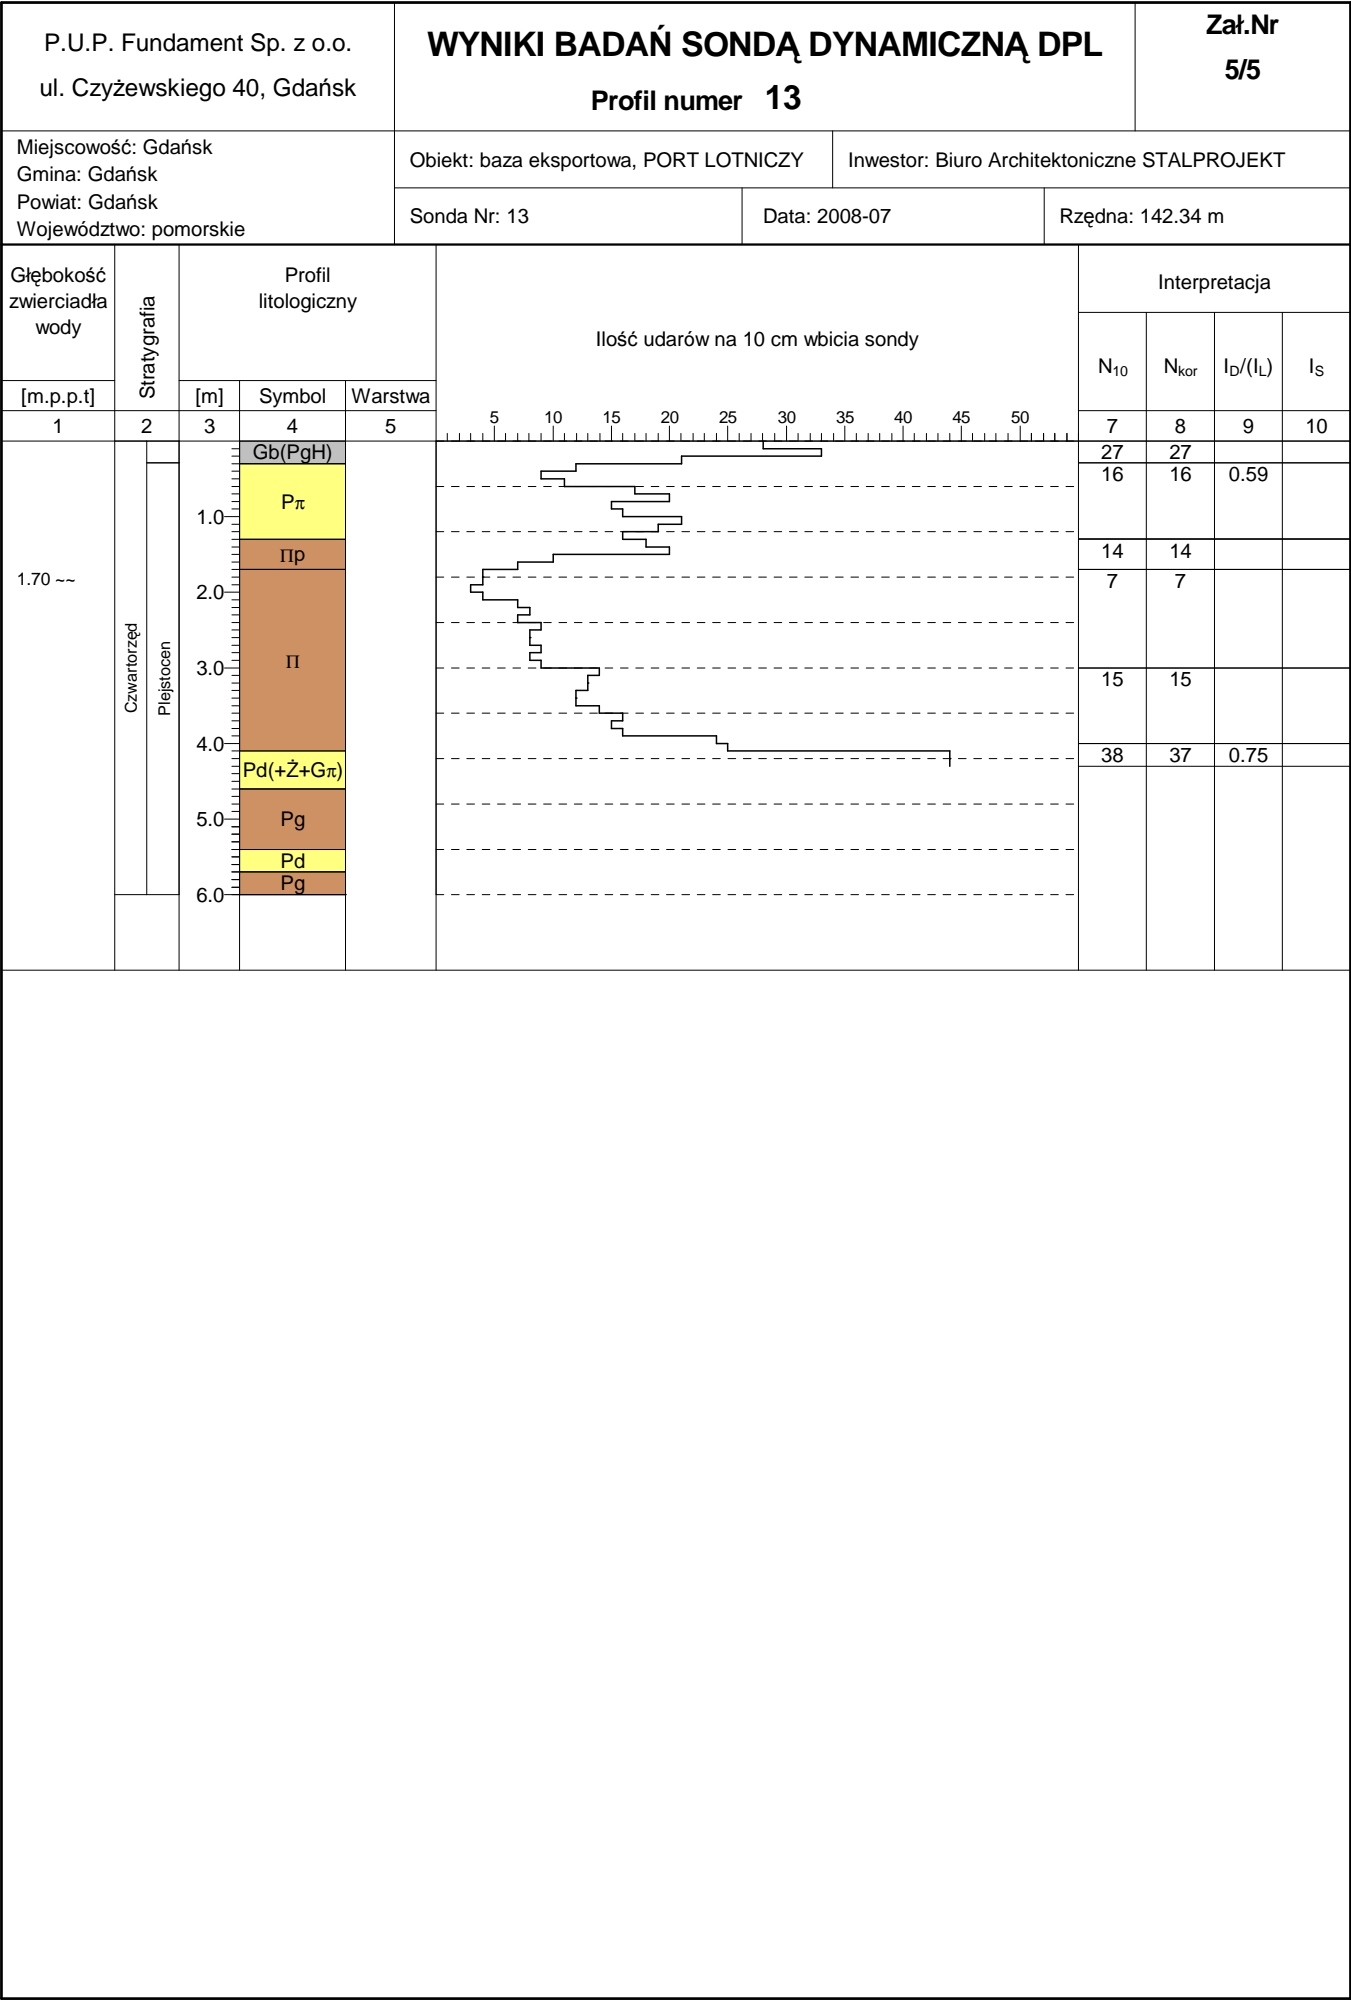 P.U.P. Fundament Sp. z o.o.
ul. Czyżewskiego 40, Gdańsk
WYNIKI BADAŃ SONDĄ DYNAMICZNĄ DPL
Profil numer 13
Zał.Nr
5/5
Miejscowość: Gdańsk
Gmina: Gdańsk
Powiat: Gdańsk
Województwo: pomorskie
Obiekt: baza eksportowa, PORT LOTNICZY
Inwestor: Biuro Architektoniczne STALPROJEKT
Sonda Nr: 13
Data: 2008-07
Rzędna: 142.34 m
Głębokość
zwierciadła
wody
[m.p.p.t]
Stratygrafia
Profil
litologiczny
[m]
Symbol
Warstwa
Ilość udarów na 10 cm wbicia sondy
Interpretacja
N10
Nkor
ID/(IL)
IS
1
2
3
4
5
5 10 15 20 25 30 35 40 45 50
7
8
9
10
Gb(PgH)
27 27
Pπ
16 16 0.59
1.0
Πp
14 14
1.70 ~~
7 7
2.0
Czwartorzęd
Plejstocen
Π
3.0
15 15
4.0
38 37 0.75
Pd(+Ż+Gπ)
5.0
Pg
Pd
Pg
6.0